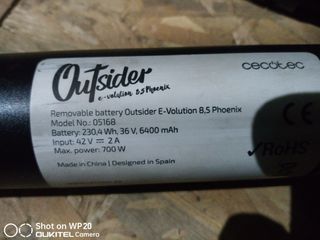 Outsider
e-volution 8,5 Phoenix
cecotec
Removable battery Outsider E-Volution 8,5 Phoenix
Model No.: 05168
Battery: 230,4 Wh. 36 V, 6400 mAh
Input: 42 V ⎓ 2 A
Max. power: 700 W
Made in China | Designed in Spain
CE
✓RoHS
Shot on WP20
OUKITEL Camera